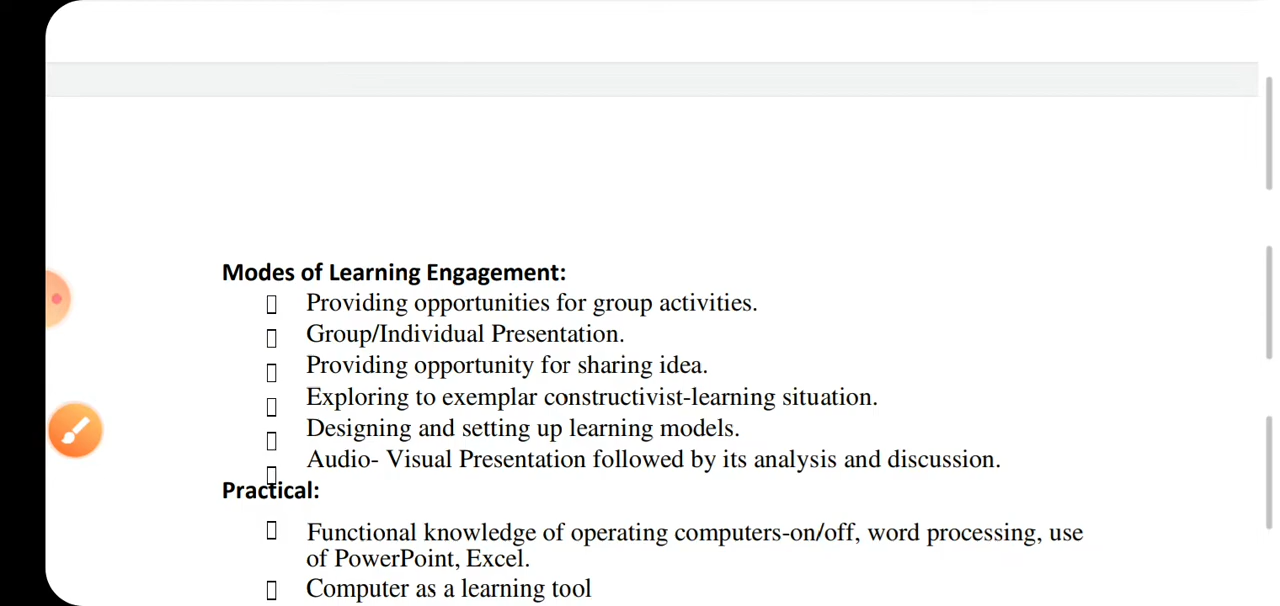 Modes of Learning Engagement:
Providing opportunities for group activities.
Group/Individual Presentation.
Providing opportunity for sharing idea.
Exploring to exemplar constructivist-learning situation.
Designing and setting up learning models.
Audio- Visual Presentation followed by its analysis and discussion.
Practical:
Functional knowledge of operating computers-on/off, word processing, use
of PowerPoint, Excel.
Computer as a learning tool